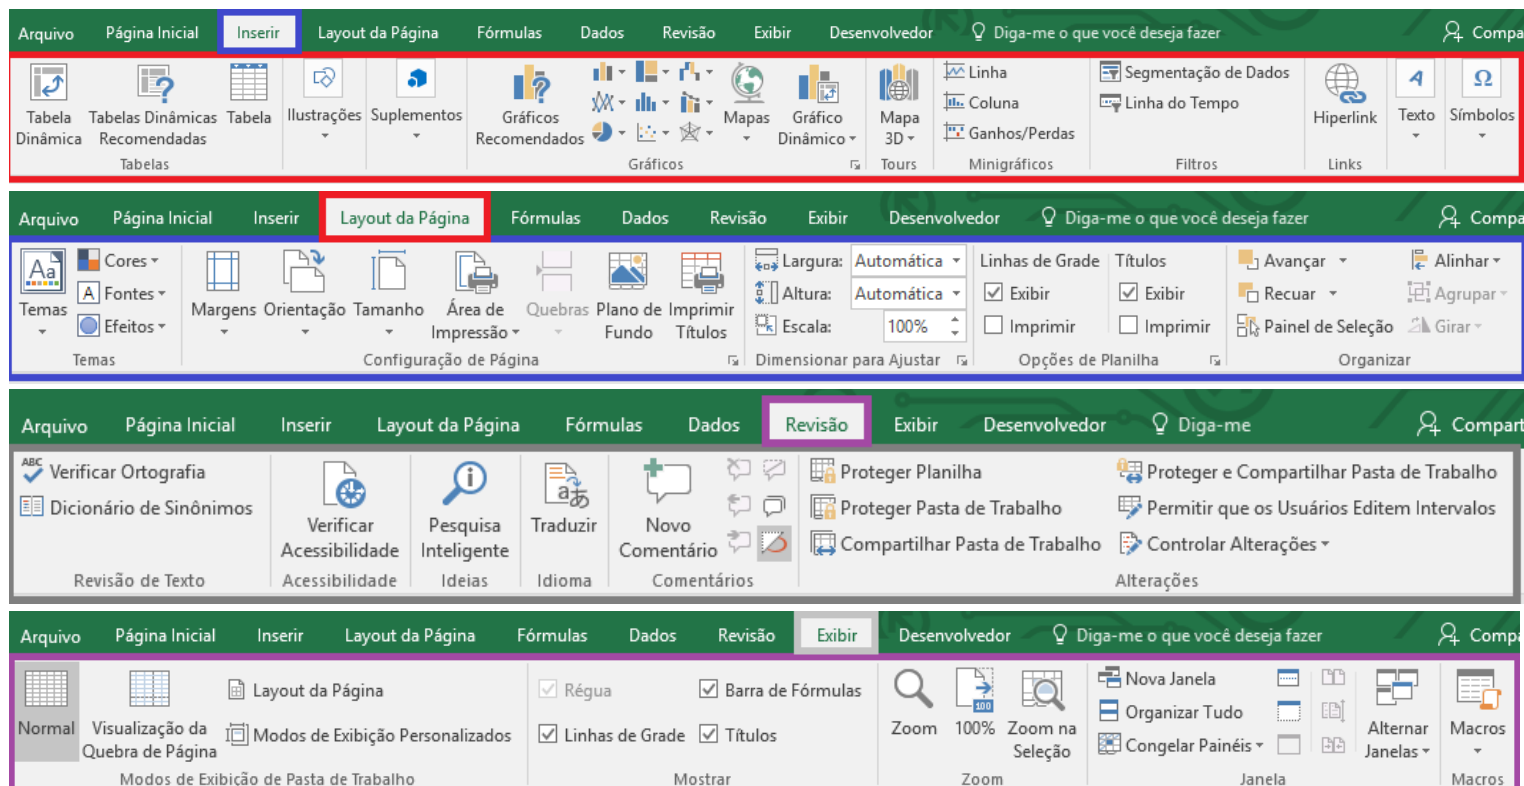 Arquivo Página Inicial Inserir Layout da Página Fórmulas Dados Revisão Exibir Desenvolvedor Diga-me o que você deseja fazer Compa
Tabela Dinâmica Tabelas Dinâmicas Recomendadas Tabela
Tabelas
Ilustrações
Suplementos
Gráficos Recomendados Mapas Gráfico Dinâmico
Gráficos
Mapa 3D
Tours
Linha
Coluna
Ganhos/Perdas
Minigráficos
Segmentação de Dados
Linha do Tempo
Filtros
Hiperlink
Links
Texto
Ω
Símbolos
Arquivo Página Inicial Inserir Layout da Página Fórmulas Dados Revisão Exibir Desenvolvedor Diga-me o que você deseja fazer Compa
Aa
Temas
Cores
A Fontes
Efeitos
Temas
Margens Orientação Tamanho Área de Impressão Quebras Plano de Fundo Imprimir Títulos
Configuração de Página
Largura: Automática
Altura: Automática
Escala: 100%
Dimensionar para Ajustar
Linhas de Grade Títulos
Exibir Exibir
Imprimir Imprimir
Opções de Planilha
Avançar Alinhar
Recuar Agrupar
Painel de Seleção Girar
Organizar
Arquivo Página Inicial Inserir Layout da Página Fórmulas Dados Revisão Exibir Desenvolvedor Diga-me Compart
ABC Verificar Ortografia
Dicionário de Sinônimos
Revisão de Texto
Verificar Acessibilidade
Acessibilidade
Pesquisa Inteligente
Ideias
Traduzir
Idioma
Novo Comentário
Comentários
Proteger Planilha
Proteger Pasta de Trabalho
Compartilhar Pasta de Trabalho
Proteger e Compartilhar Pasta de Trabalho
Permitir que os Usuários Editem Intervalos
Controlar Alterações
Alterações
Arquivo Página Inicial Inserir Layout da Página Fórmulas Dados Revisão Exibir Desenvolvedor Diga-me o que você deseja fazer Compa
Normal
Visualização da Quebra de Página
Layout da Página
Modos de Exibição Personalizados
Modos de Exibição de Pasta de Trabalho
Régua Barra de Fórmulas
Linhas de Grade Títulos
Mostrar
Zoom 100% Zoom na Seleção
100
Zoom
Nova Janela
Organizar Tudo
Congelar Painéis
Alternar Janelas
Janela
Macros
Macros